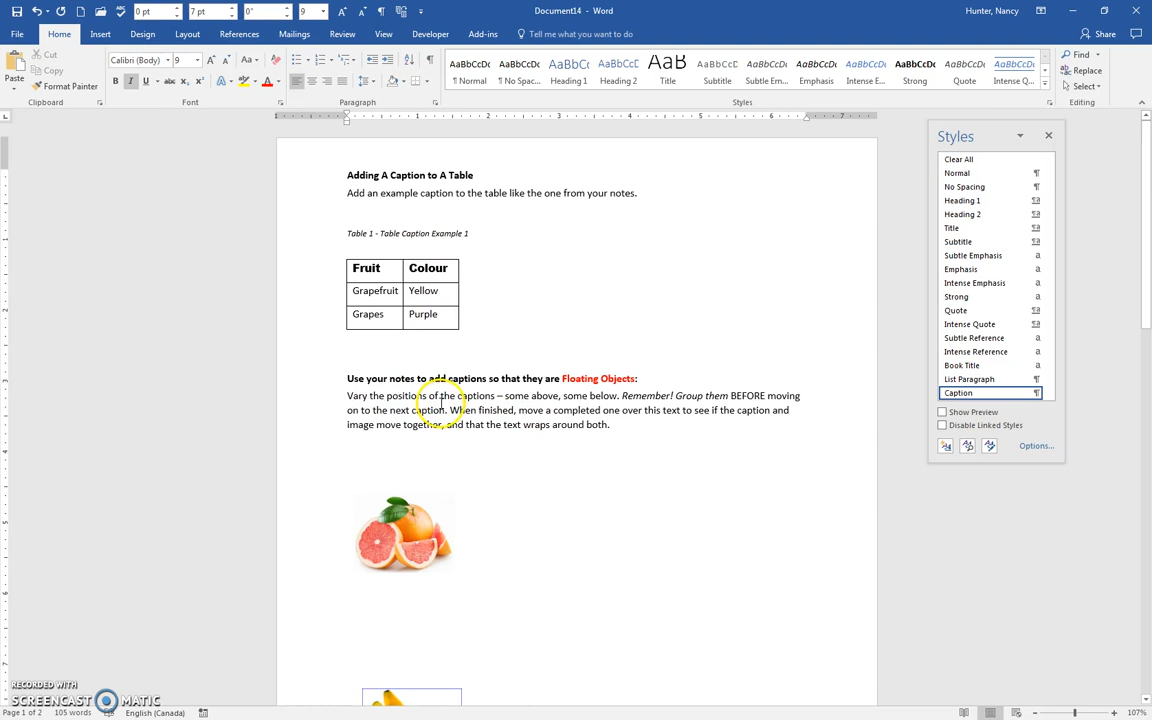 0 pt 7 pt 0° 9
Document14 - Word
Hunter, Nancy
File Home Insert Design Layout References Mailings Review View Developer Add-ins Tell me what you want to do Share
Paste Cut Copy Format Painter
Clipboard
Calibri (Body) 9
Font
Paragraph
AaBbCcDc AaBbCcDc AaBbCc AaBbCcC AaB AaBbCcC AaBbCcDc AaBbCcDc AaBbCcDc AaBbCcDc AaBbCcDc AaBbCcDc
¶ Normal ¶ No Spac... Heading 1 Heading 2 Title Subtitle Subtle Em... Emphasis Intense E... Strong Quote Intense Q...
Styles
Find
Replace
Select
Editing
Adding A Caption to A Table
Add an example caption to the table like the one from your notes.
Table 1 - Table Caption Example 1
Fruit Colour
Grapefruit Yellow
Grapes Purple
Use your notes to add captions so that they are Floating Objects:
Vary the positions of the captions – some above, some below. Remember! Group them BEFORE moving
on to the next caption. When finished, move a completed one over this text to see if the caption and
image move together, and that the text wraps around both.
Styles
Clear All
Normal
No Spacing
Heading 1
Heading 2
Title
Subtitle
Subtle Emphasis
Emphasis
Intense Emphasis
Strong
Quote
Intense Quote
Subtle Reference
Intense Reference
Book Title
List Paragraph
Caption
Show Preview
Disable Linked Styles
Options...
RECORDED WITH
SCREENCAST MATIC
Page 1 of 2 105 words English (Canada) 107%